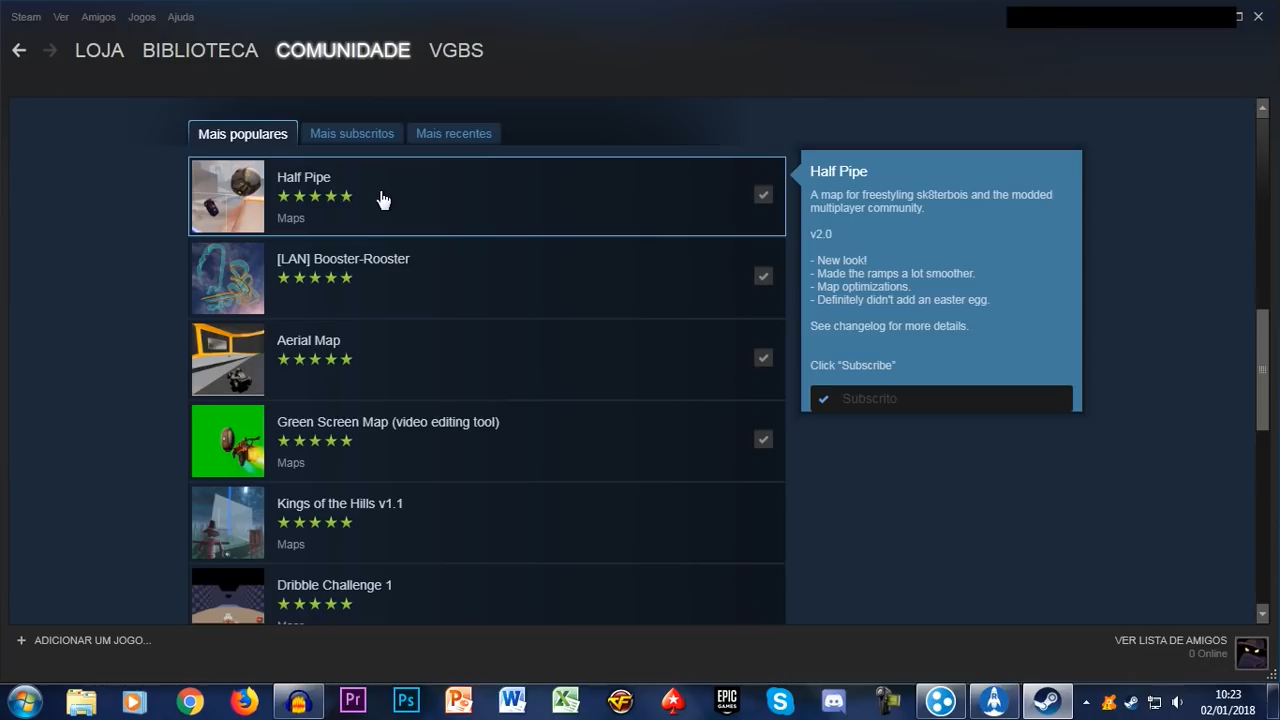 Steam Ver Amigos Jogos Ajuda
LOJA BIBLIOTECA COMUNIDADE VGBS
Mais populares Mais subscritos Mais recentes
Half Pipe
Maps
[LAN] Booster-Rooster
Aerial Map
Green Screen Map (video editing tool)
Maps
Kings of the Hills v1.1
Maps
Dribble Challenge 1
Maps
Half Pipe
A map for freestyling sk8terbois and the modded
multiplayer community.
v2.0
- New look!
- Made the ramps a lot smoother.
- Map optimizations.
- Definitely didn't add an easter egg.
See changelog for more details.
Click "Subscribe"
Subscrito
+ ADICIONAR UM JOGO...
VER LISTA DE AMIGOS
0 Online
Pr Ps EPIC GAMES
10:23
02/01/2018